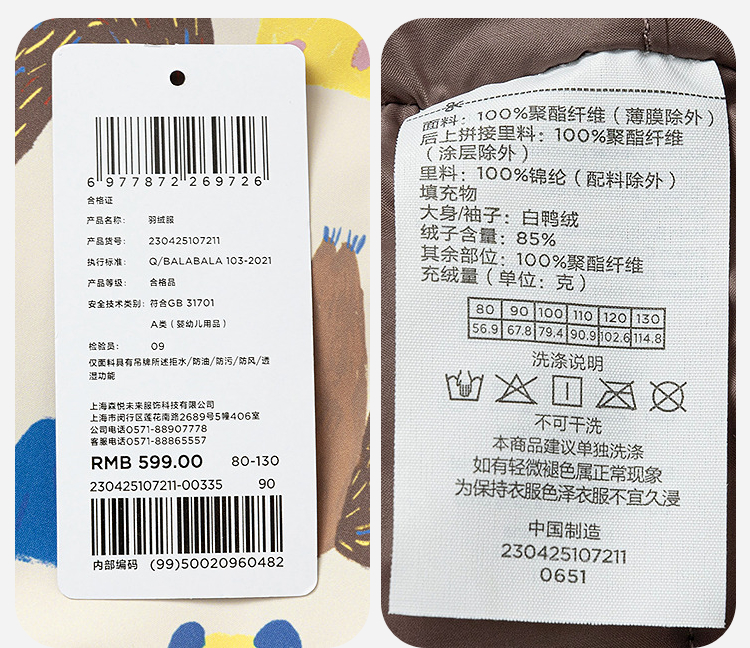 6 977872 269726
合格证
产品名称: 羽绒服
产品货号: 230425107211
执行标准: Q/BALABALA 103-2021
产品等级: 合格品
安全技术类别: 符合GB 31701
A类(婴幼儿用品)
检验员: 09
仅面料具有吊牌所述拒水/防油/防污/防风/透
湿功能
上海森悦未来服饰科技有限公司
上海市闵行区莲花南路2689号5幢406室
公司电话0571-88907778
客服电话0571-88865557
RMB 599.00 80-130
230425107211-00335 90
内部编码 (99)50020960482
面料: 100%聚酯纤维(薄膜除外)
后上拼接里料: 100%聚酯纤维
(涂层除外)
里料: 100%锦纶(配料除外)
填充物
大身/袖子: 白鸭绒
绒子含量: 85%
其余部位: 100%聚酯纤维
充绒量(单位: 克)
80 90 100 110 120 130
56.9 67.8 79.4 90.9 102.6 114.8
洗涤说明
不可干洗
本商品建议单独洗涤
如有轻微褪色属正常现象
为保持衣服色泽衣服不宜久浸
中国制造
230425107211
0651